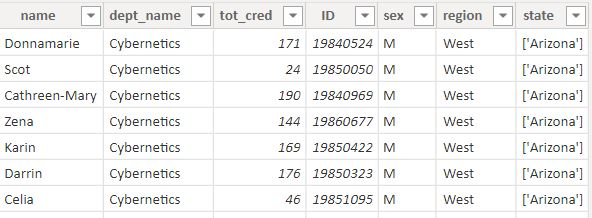 name dept_name tot_cred ID sex region state
Donnamarie Cybernetics 171 19840524 M West ['Arizona']
Scot Cybernetics 24 19850050 M West ['Arizona']
Cathreen-Mary Cybernetics 190 19840969 M West ['Arizona']
Zena Cybernetics 144 19860677 M West ['Arizona']
Karin Cybernetics 169 19850422 M West ['Arizona']
Darrin Cybernetics 176 19850323 M West ['Arizona']
Celia Cybernetics 46 19851095 M West ['Arizona']